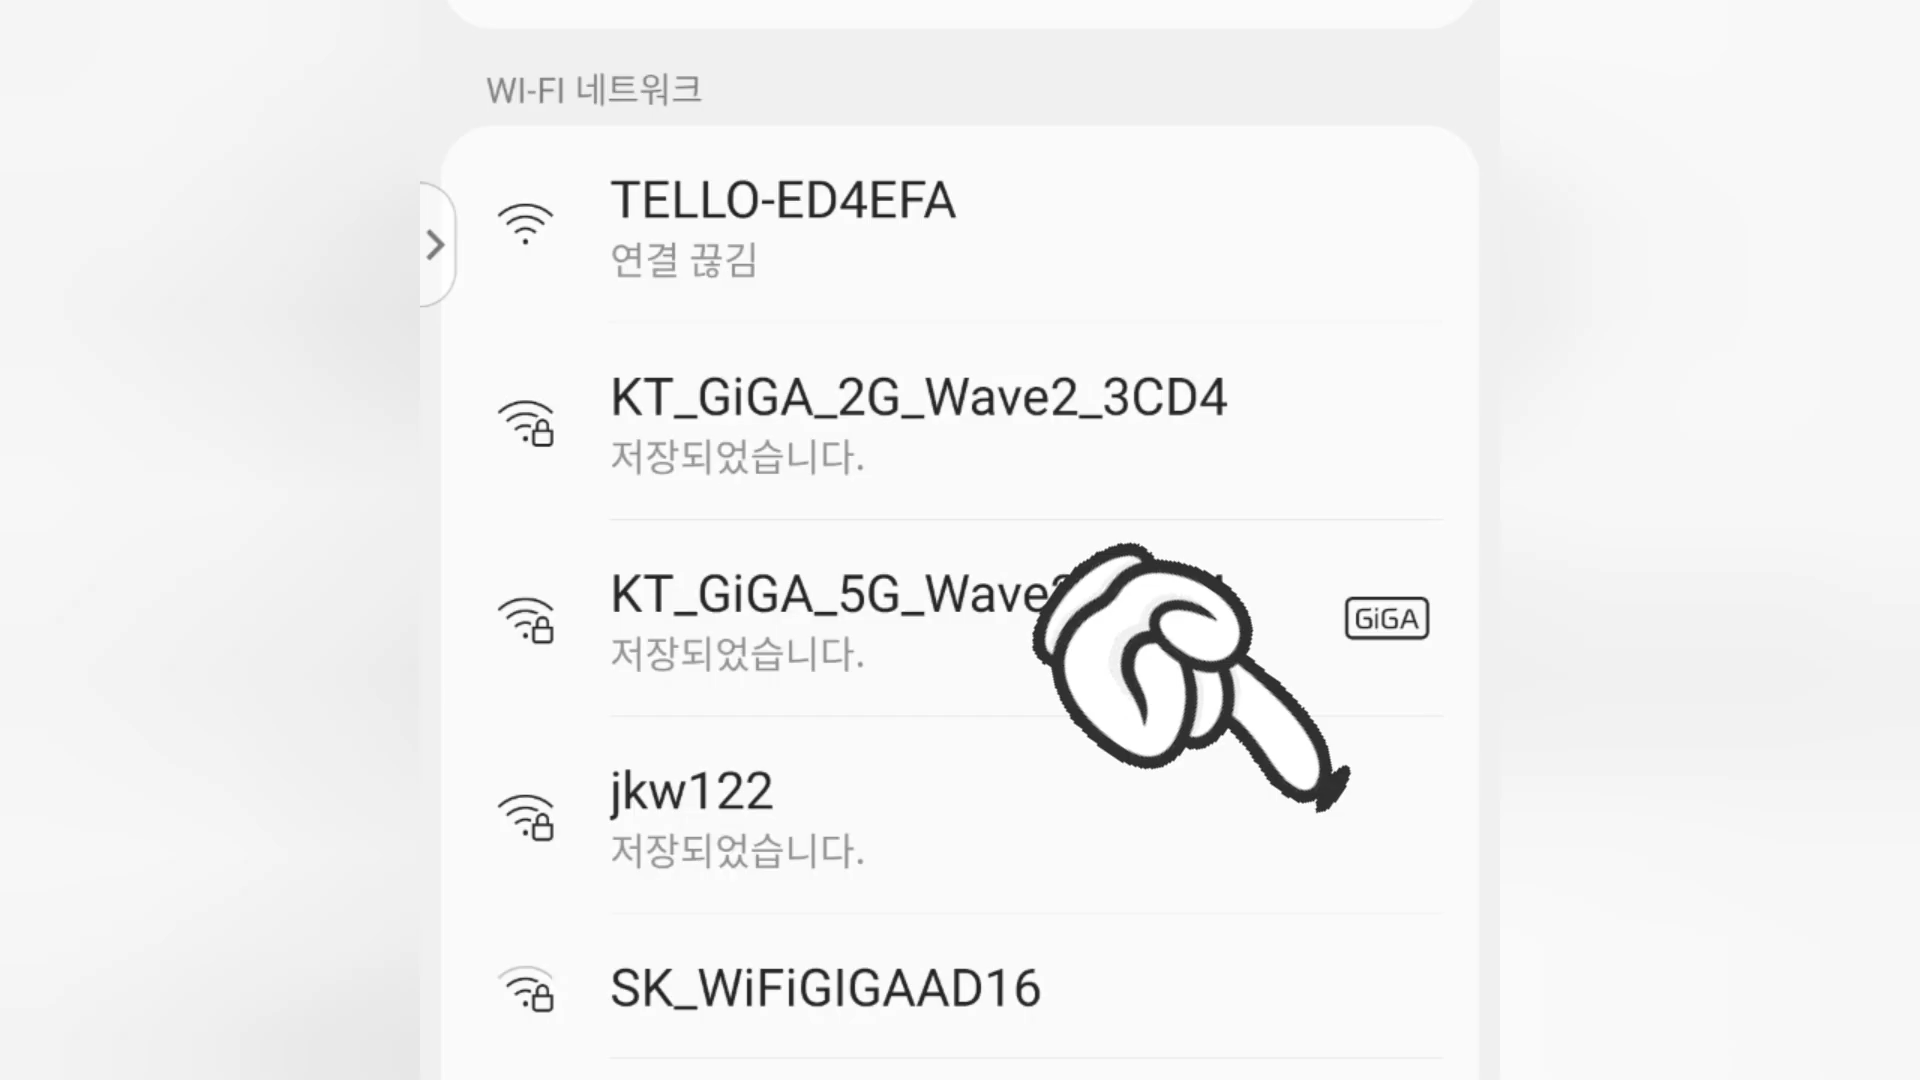 WI-FI 네트워크
TELLO-ED4EFA
연결 끊김
KT_GiGA_2G_Wave2_3CD4
저장되었습니다.
KT_GiGA_5G_Wave
GiGA
저장되었습니다.
jkw122
저장되었습니다.
SK_WiFiGIGAAD16